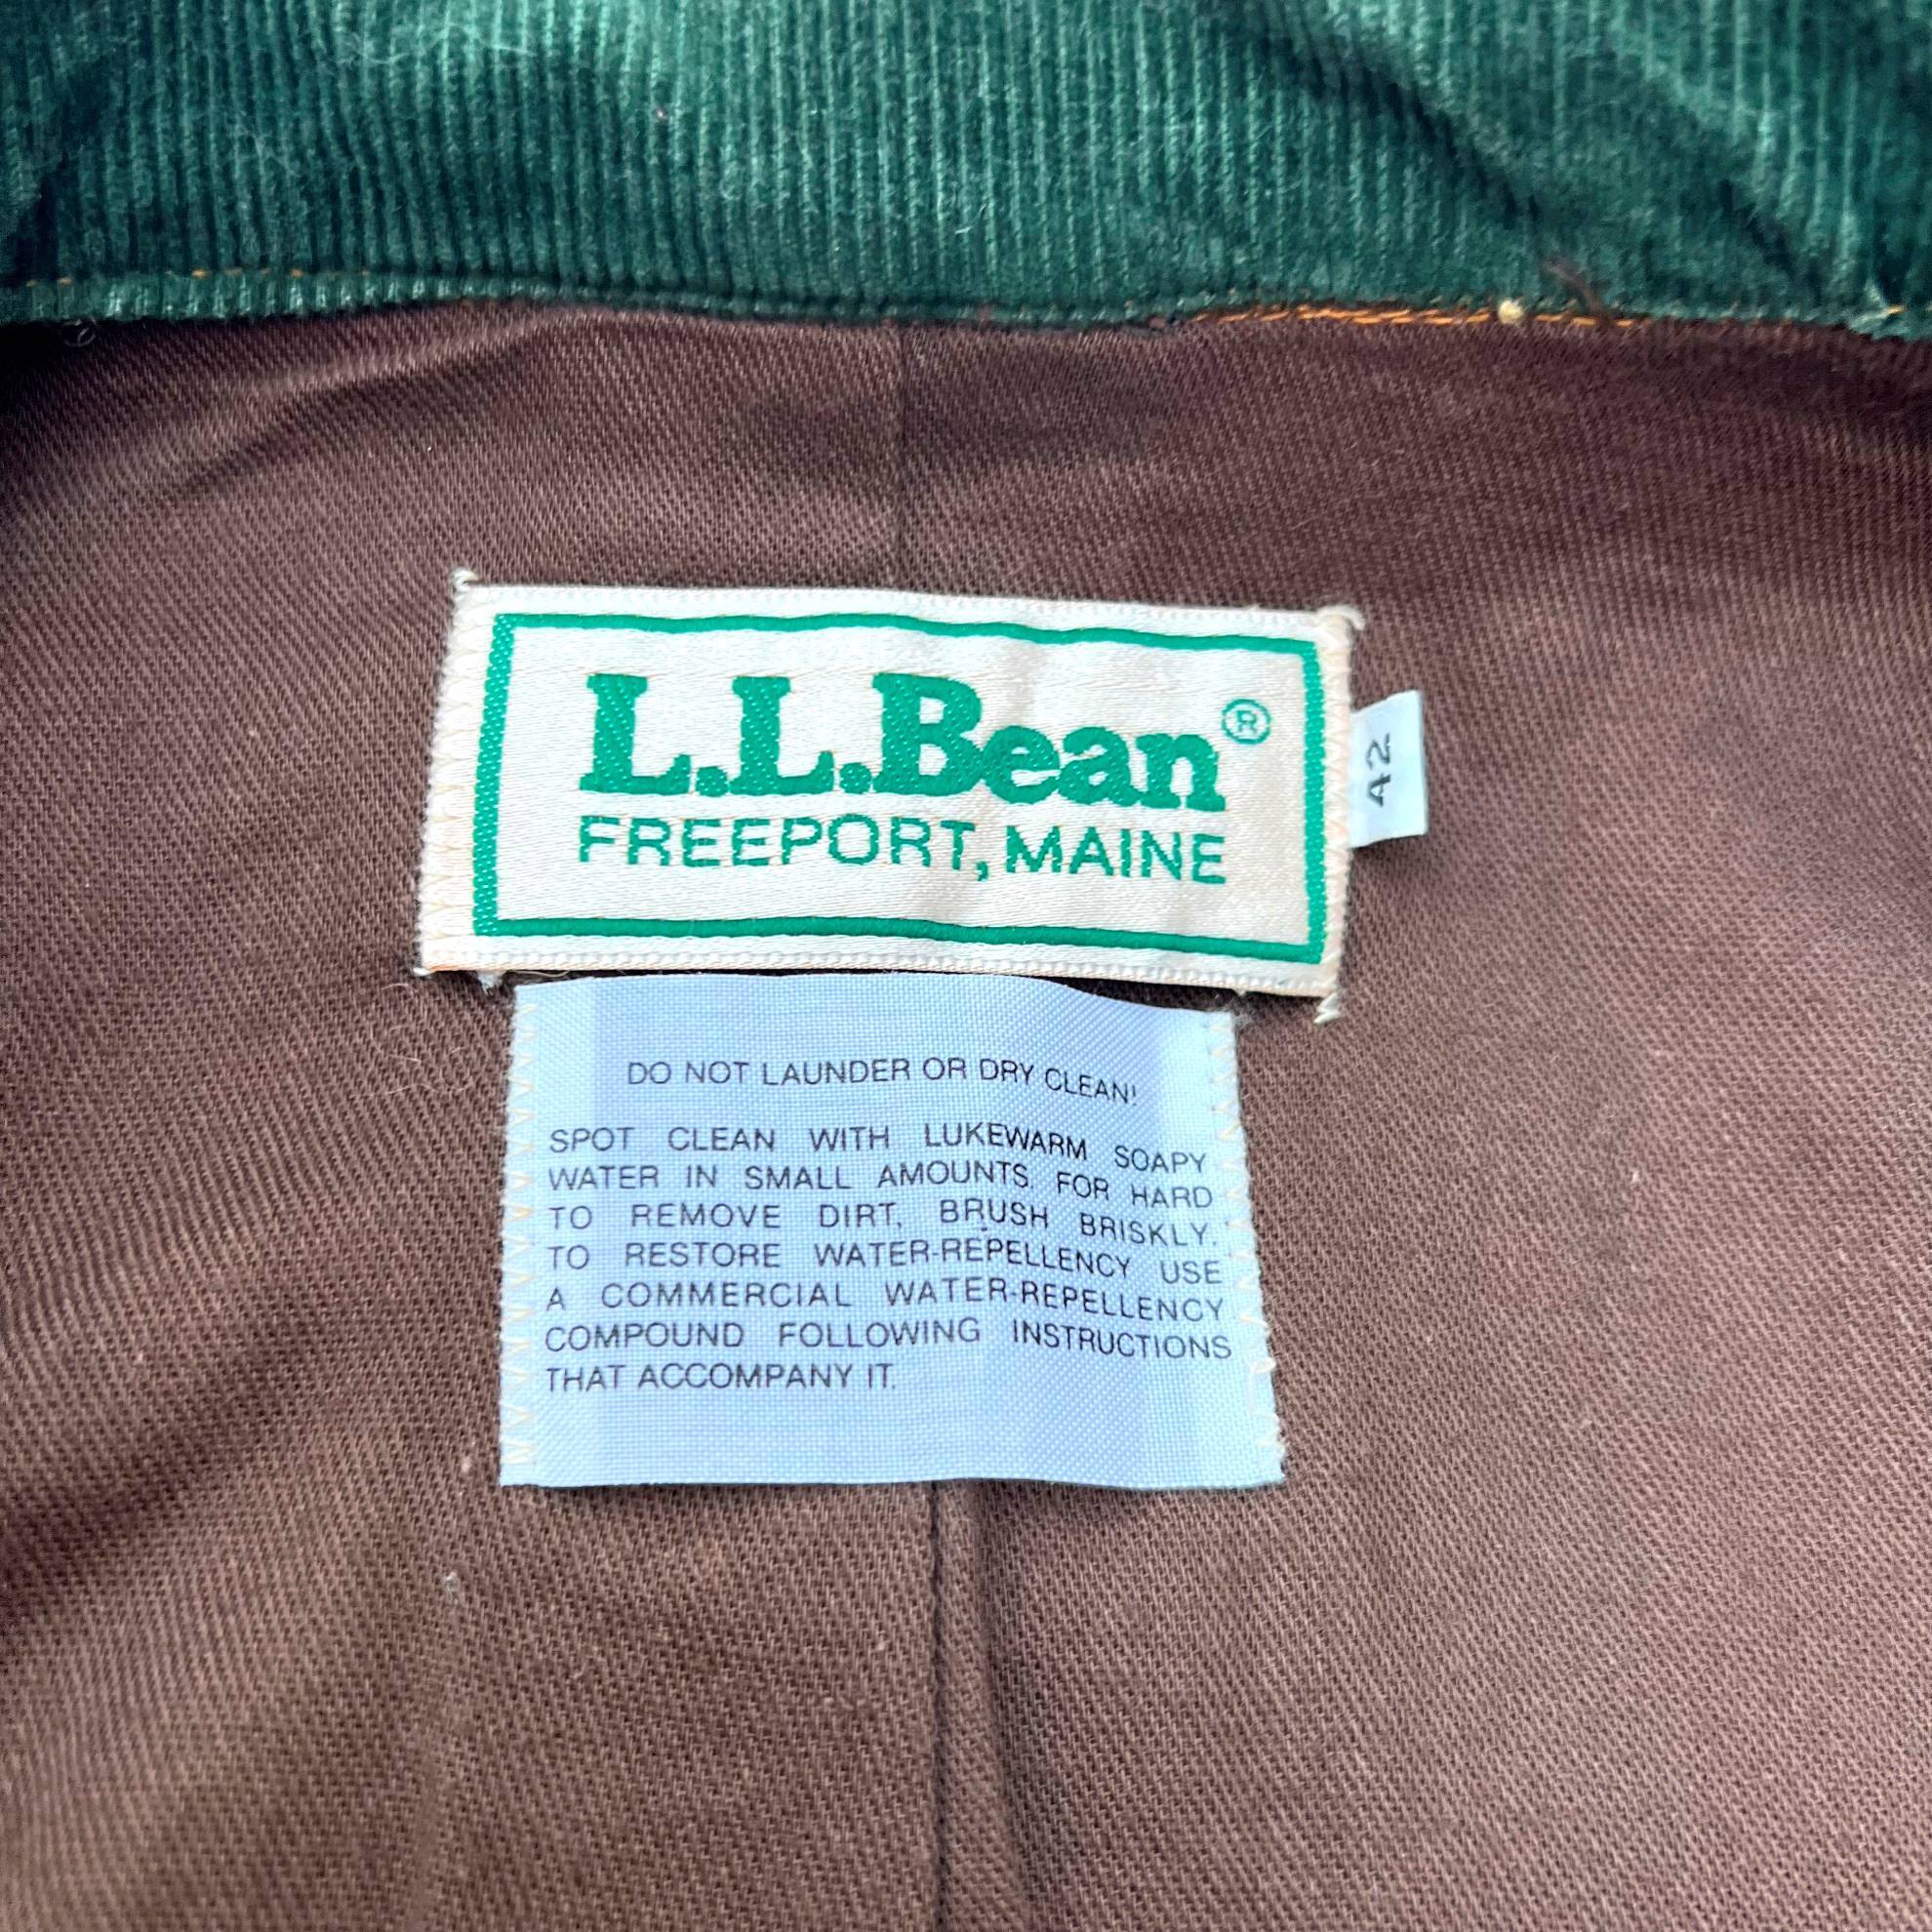 L.L.Bean®
FREEPORT, MAINE
42
DO NOT LAUNDER OR DRY CLEAN!
SPOT CLEAN WITH LUKEWARM SOAPY
WATER IN SMALL AMOUNTS. FOR HARD
TO REMOVE DIRT, BRUSH BRISKLY.
TO RESTORE WATER-REPELLENCY USE
A COMMERCIAL WATER-REPELLENCY
COMPOUND FOLLOWING INSTRUCTIONS
THAT ACCOMPANY IT.